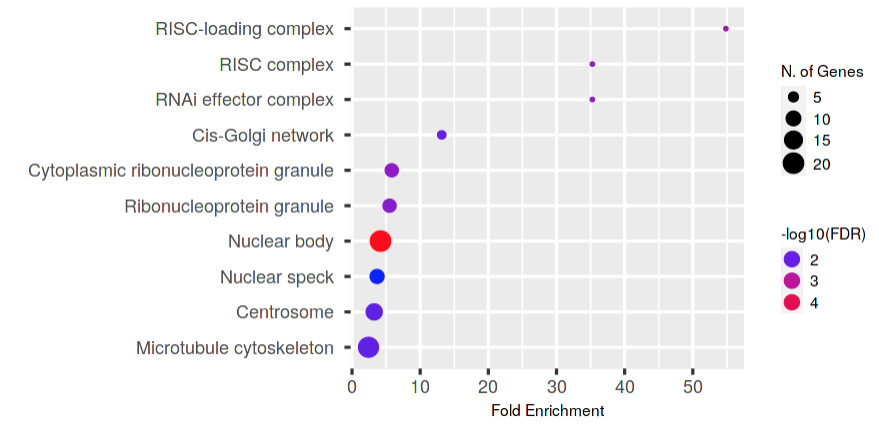 RISC-loading complex
RISC complex
RNAi effector complex
Cis-Golgi network
Cytoplasmic ribonucleoprotein granule
Ribonucleoprotein granule
Nuclear body
Nuclear speck
Centrosome
Microtubule cytoskeleton
0 10 20 30 40 50
Fold Enrichment
N. of Genes
5
10
15
20
-log10(FDR)
2
3
4